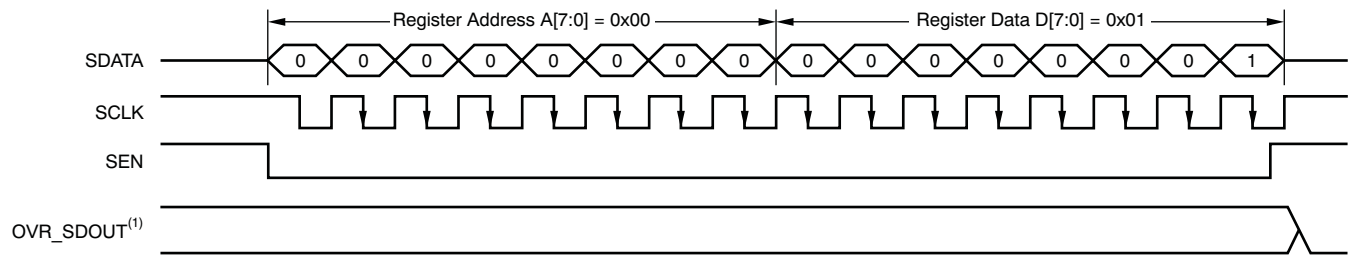 Register Address A[7:0] = 0x00 Register Data D[7:0] = 0x01
SDATA 0 0 0 0 0 0 0 0 0 0 0 0 0 0 0 1
SCLK
SEN
OVR_SDOUT(1)